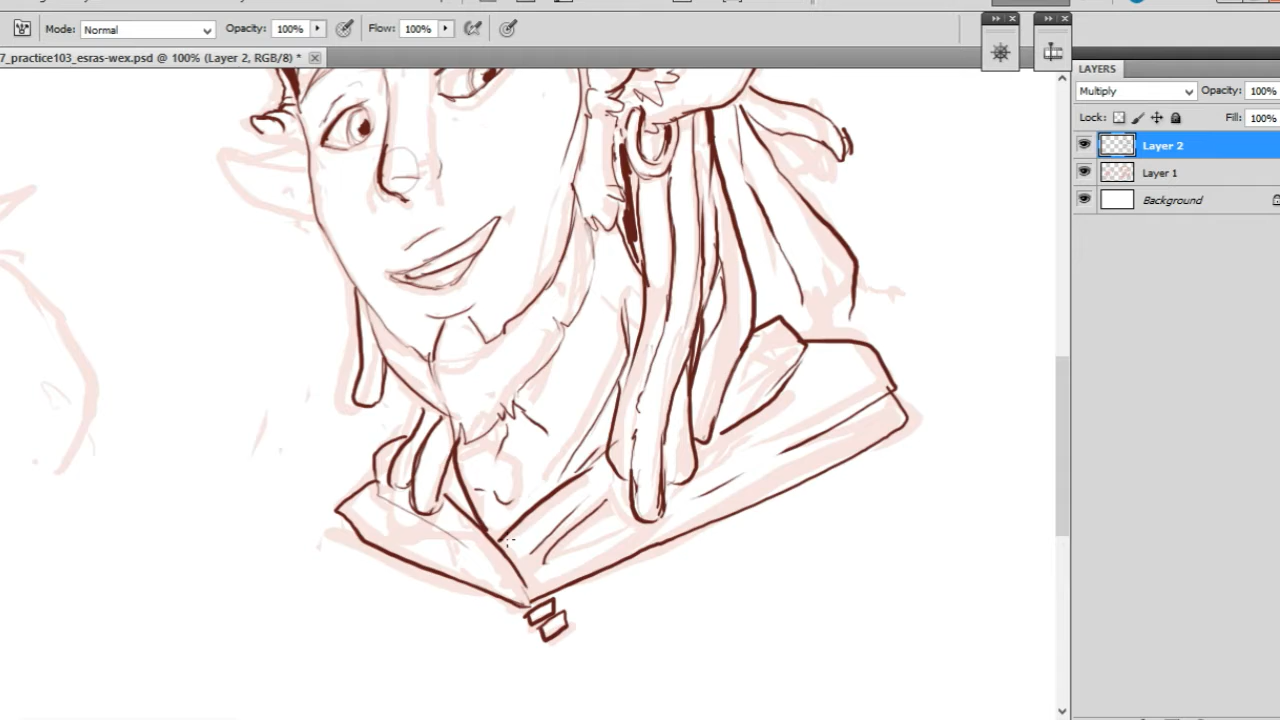 Mode: Normal Opacity: 100% Flow: 100%
7_practice103_esras-wex.psd @ 100% (Layer 2, RGB/8) *
LAYERS
Multiply Opacity: 100%
Lock: Fill: 100%
Layer 2
Layer 1
Background